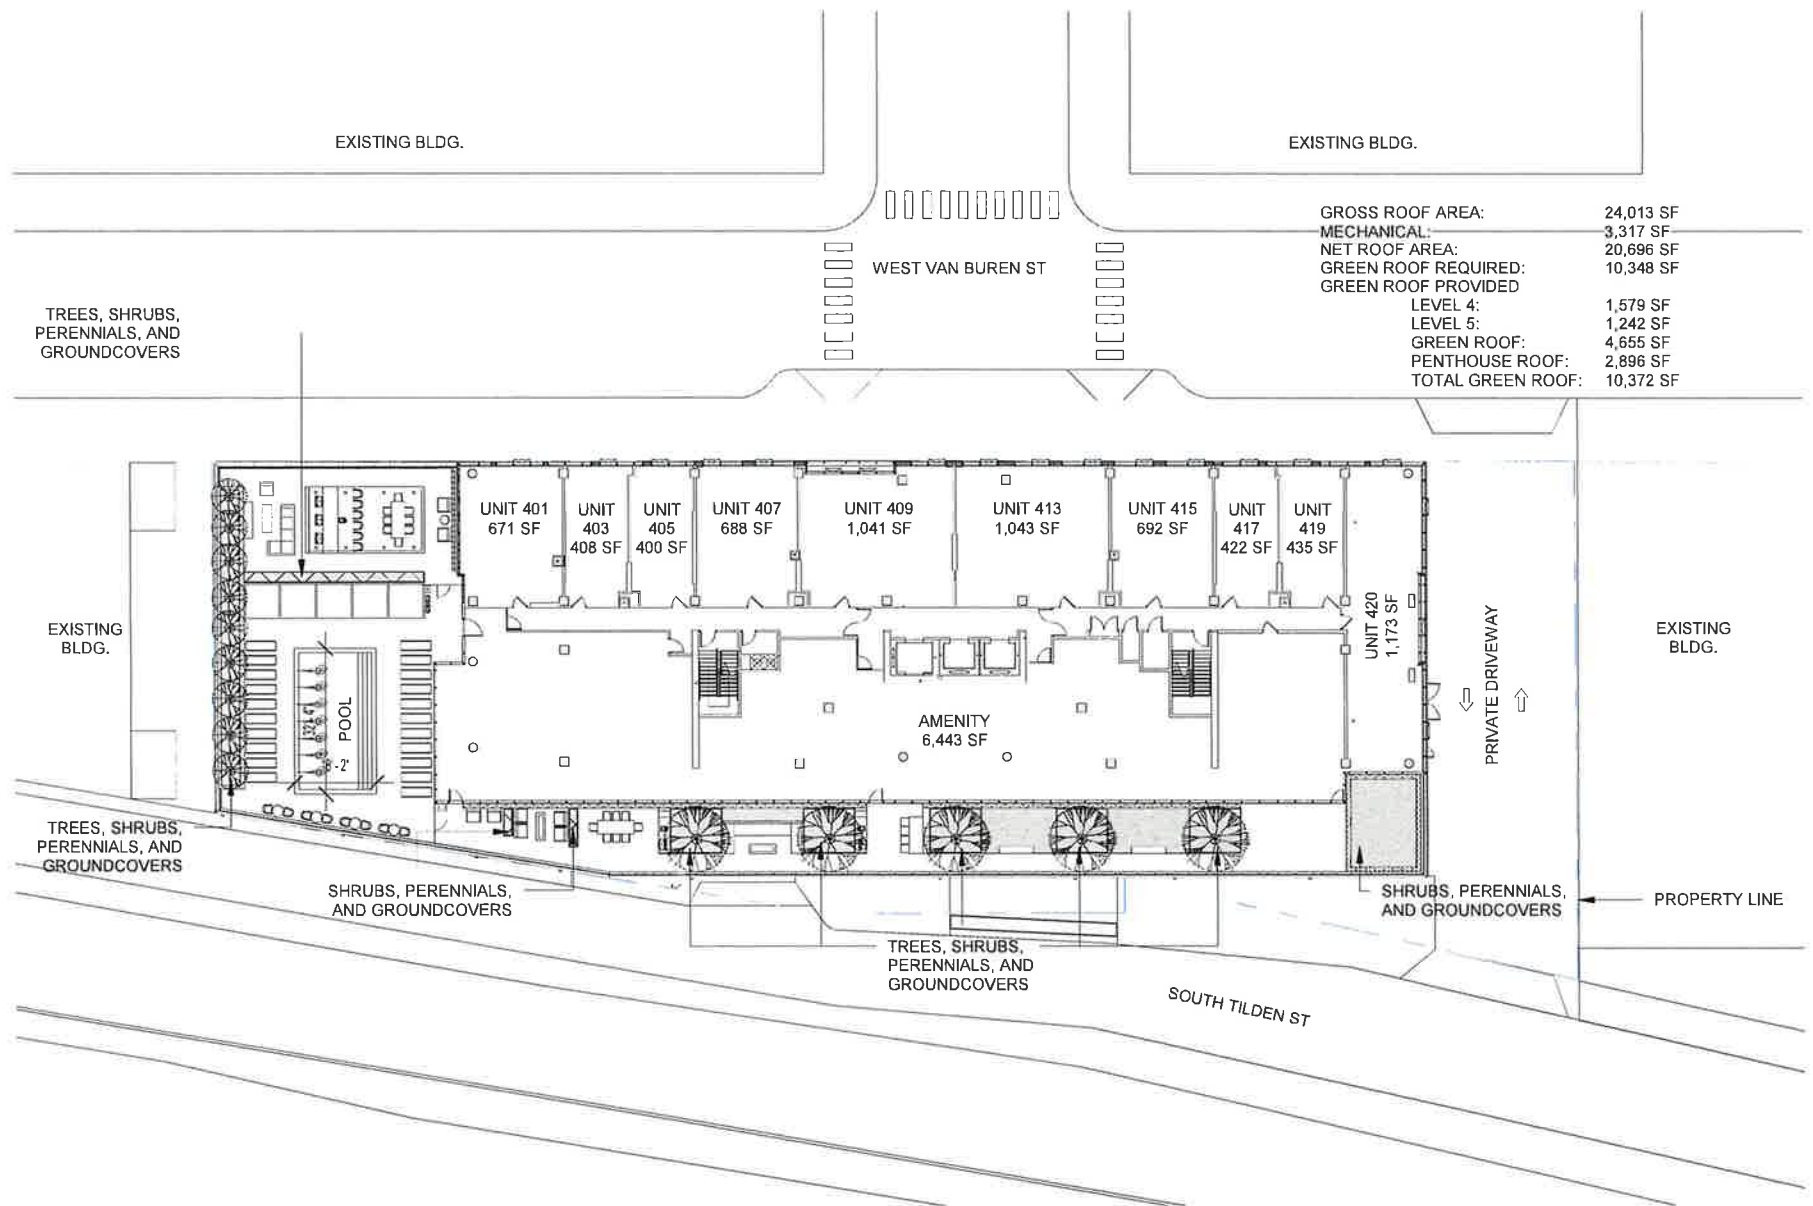 EXISTING BLDG.
EXISTING BLDG.
GROSS ROOF AREA: 24,013 SF
MECHANICAL: 3,317 SF
NET ROOF AREA: 20,696 SF
GREEN ROOF REQUIRED: 10,348 SF
GREEN ROOF PROVIDED
LEVEL 4: 1,579 SF
LEVEL 5: 1,242 SF
GREEN ROOF: 4,655 SF
PENTHOUSE ROOF: 2,896 SF
TOTAL GREEN ROOF: 10,372 SF
WEST VAN BUREN ST
TREES, SHRUBS,
PERENNIALS, AND
GROUNDCOVERS
UNIT 401
671 SF
UNIT
403
408 SF
UNIT
405
400 SF
UNIT 407
688 SF
UNIT 409
1,041 SF
UNIT 413
1,043 SF
UNIT 415
692 SF
UNIT
417
422 SF
UNIT
419
435 SF
UNIT 420
1,173 SF
EXISTING
BLDG.
POOL
AMENITY
6,443 SF
PRIVATE DRIVEWAY
EXISTING
BLDG.
TREES, SHRUBS,
PERENNIALS, AND
GROUNDCOVERS
SHRUBS, PERENNIALS,
AND GROUNDCOVERS
TREES, SHRUBS,
PERENNIALS, AND
GROUNDCOVERS
SHRUBS, PERENNIALS,
AND GROUNDCOVERS
PROPERTY LINE
SOUTH TILDEN ST